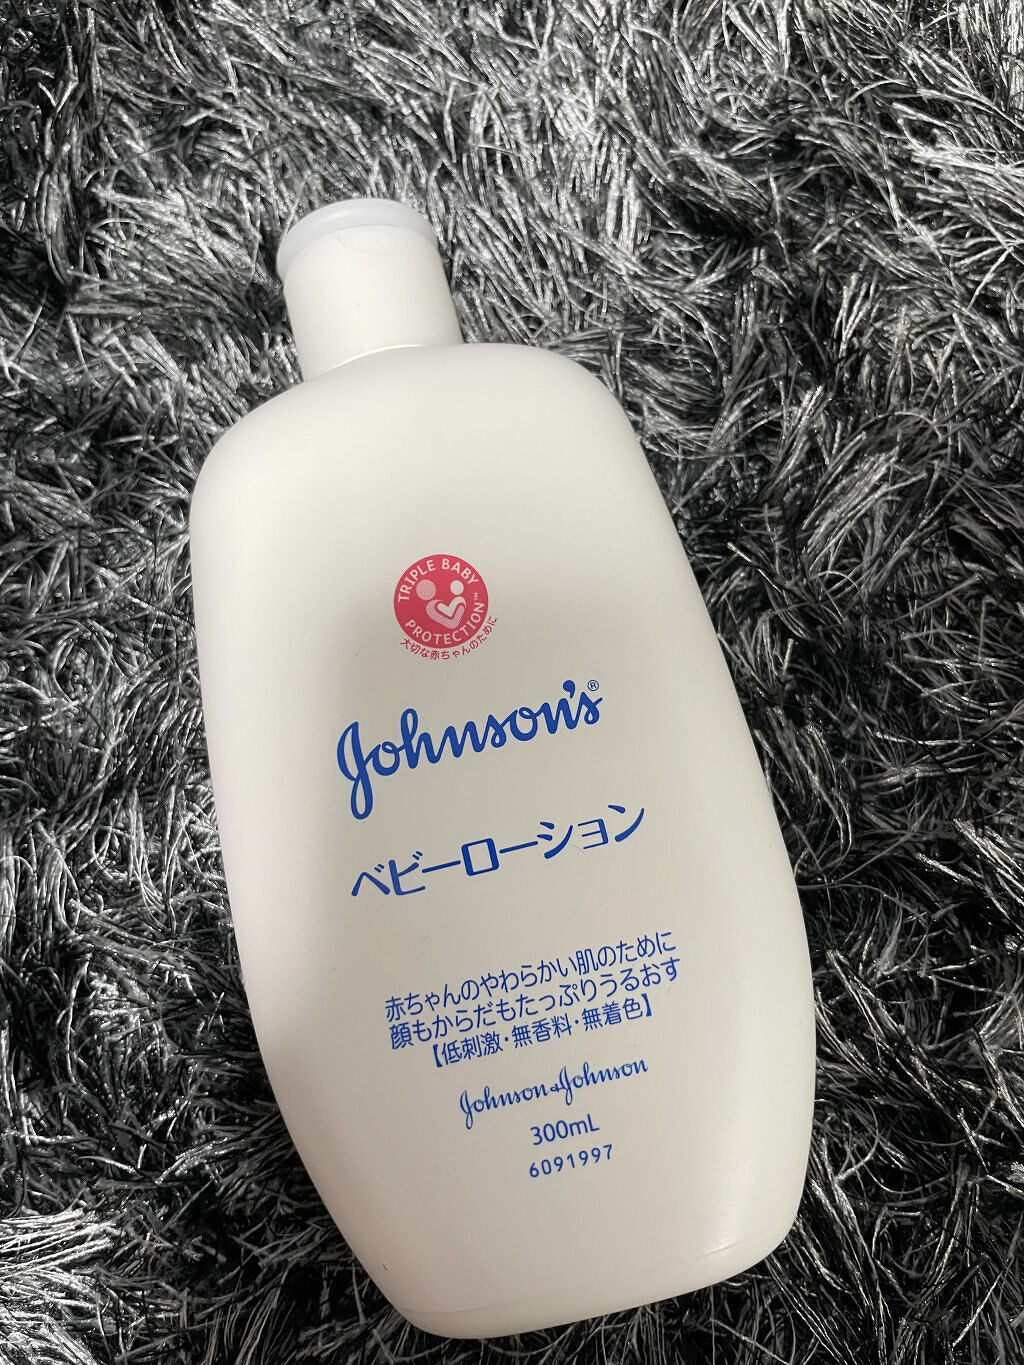 TRIPLE BABY
PROTECTION™
大切な赤ちゃんのために
Johnson's®
ベビーローション
赤ちゃんのやわらかい肌のために
顔もからだもたっぷりうるおす
【低刺激・無香料・無着色】
Johnson & Johnson
300mL
6091997